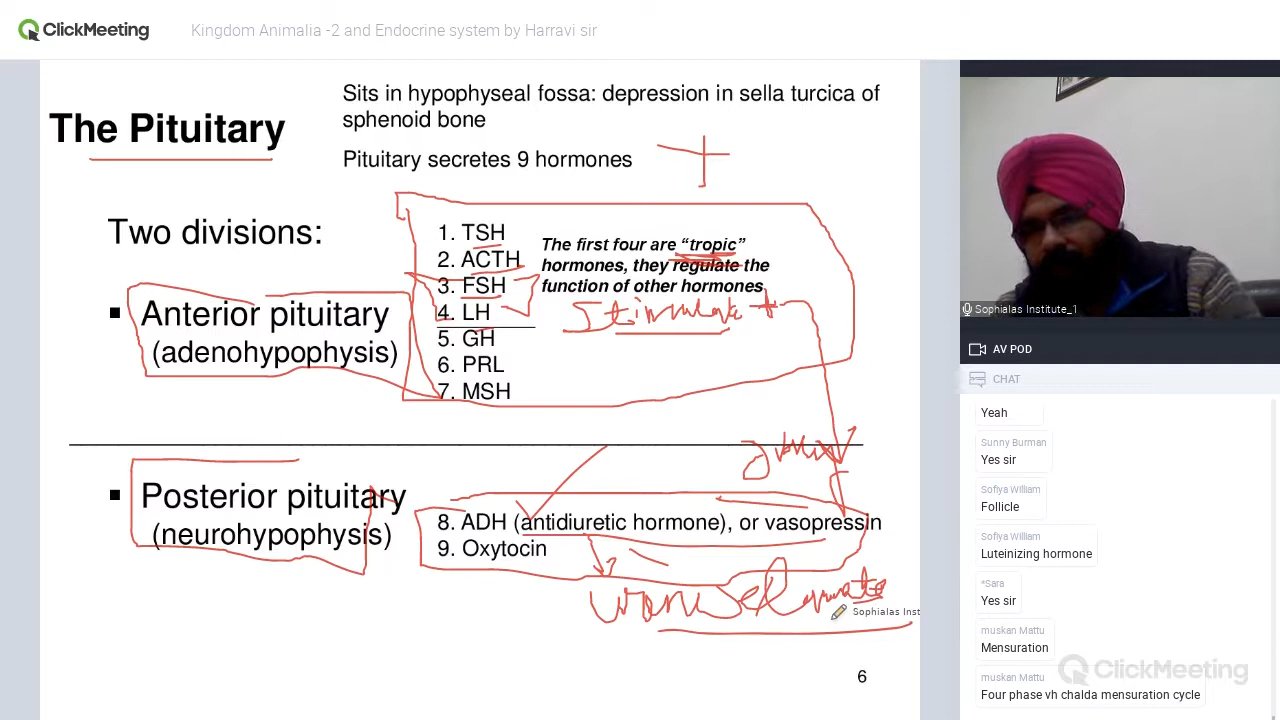 ClickMeeting
Kingdom Animalia -2 and Endocrine system by Harravi sir
The Pituitary
Sits in hypophyseal fossa: depression in sella turcica of
sphenoid bone
Pituitary secretes 9 hormones
Two divisions:
Anterior pituitary
(adenohypophysis)
1. TSH
2. ACTH
3. FSH
4. LH
5. GH
6. PRL
7. MSH
The first four are “tropic”
hormones, they regulate the
function of other hormones
Posterior pituitary
(neurohypophysis)
8. ADH (antidiuretic hormone), or vasopressin
9. Oxytocin
Sophialas Inst
6
Sophialas Institute_1
AV POD
CHAT
Yeah
Sunny Burman
Yes sir
Sofiya William
Follicle
Sofiya William
Luteinizing hormone
*Sara
Yes sir
muskan Mattu
Mensuration
muskan Mattu
Four phase vh chalda mensuration cycle
ClickMeeting